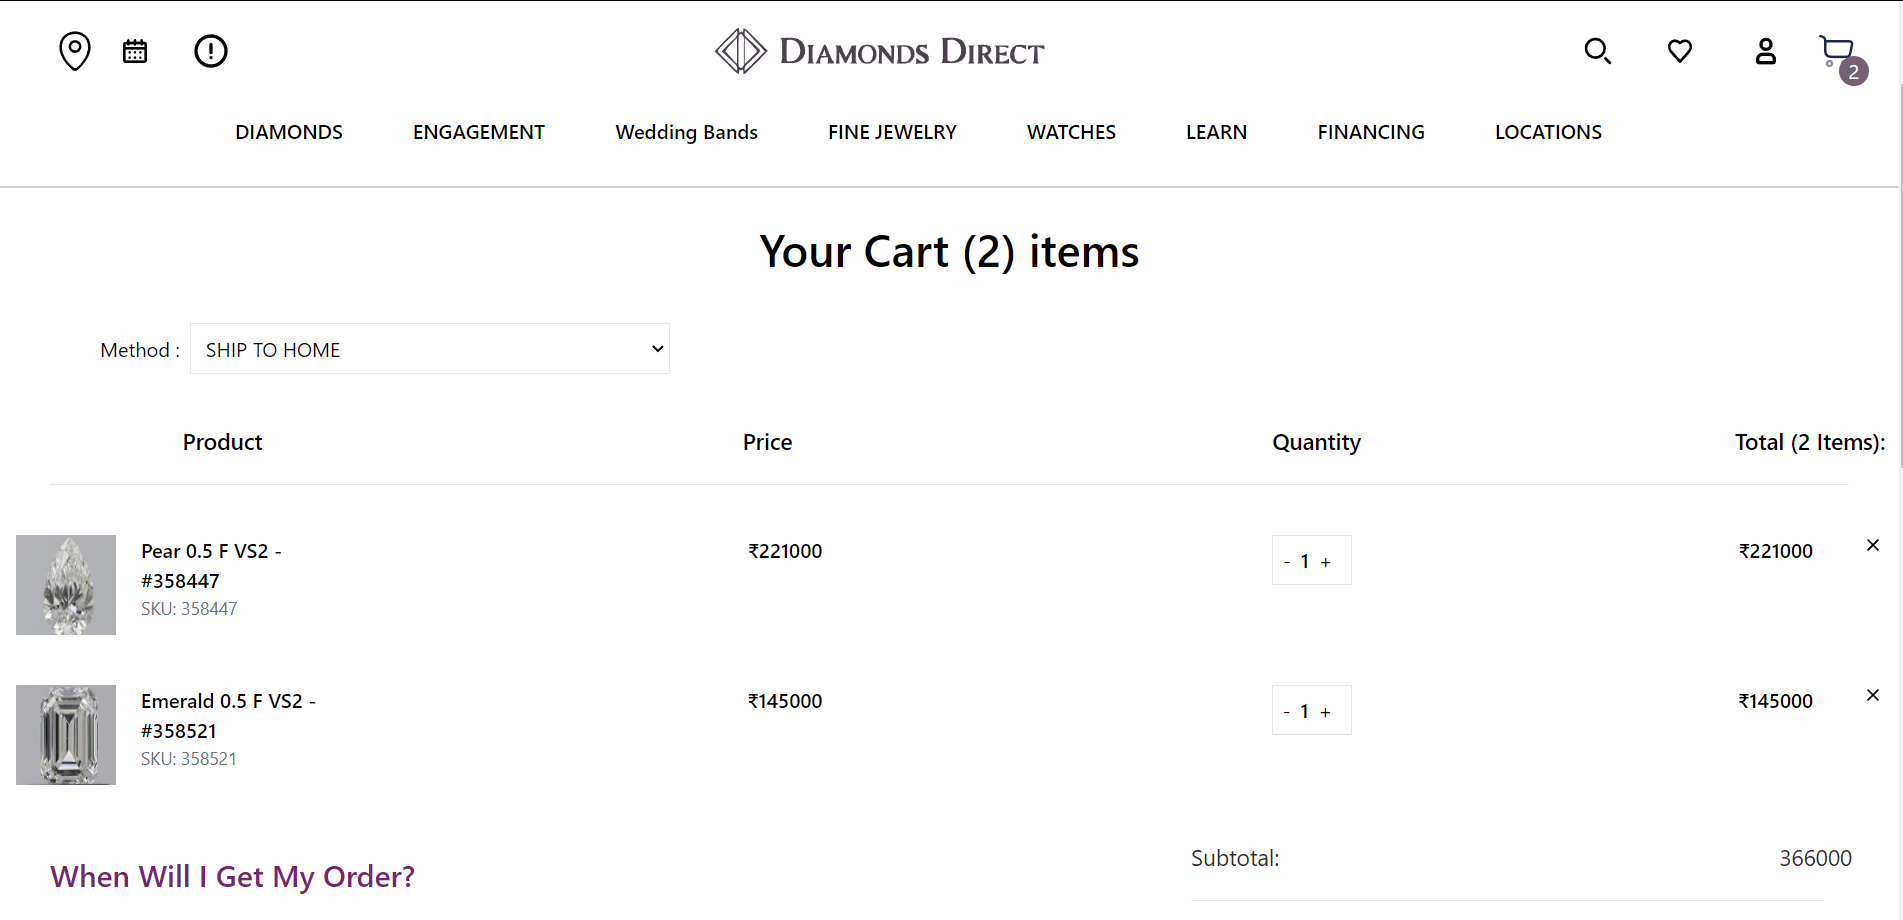 DIAMONDS DIRECT
2
DIAMONDS ENGAGEMENT Wedding Bands FINE JEWELRY WATCHES LEARN FINANCING LOCATIONS
Your Cart (2) items
Method : SHIP TO HOME
Product Price Quantity Total (2 Items):
Pear 0.5 F VS2 - ₹221000 - 1 + ₹221000 ×
#358447
SKU: 358447
Emerald 0.5 F VS2 - ₹145000 - 1 + ₹145000 ×
#358521
SKU: 358521
Subtotal: 366000
When Will I Get My Order?